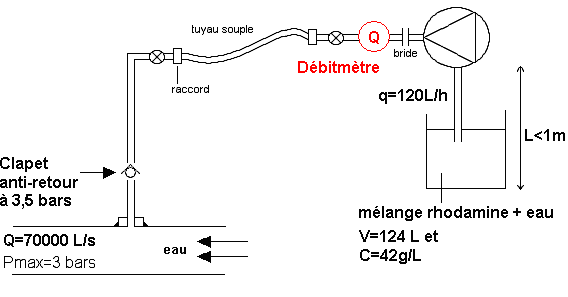 tuyau souple
Q
Débitmètre
bride
raccord
q=120L/h
L<1m
Clapet
anti-retour
à 3,5 bars
mélange rhodamine + eau
V=124 L et
C=42g/L
Q=70000 L/s
Pmax=3 bars
eau